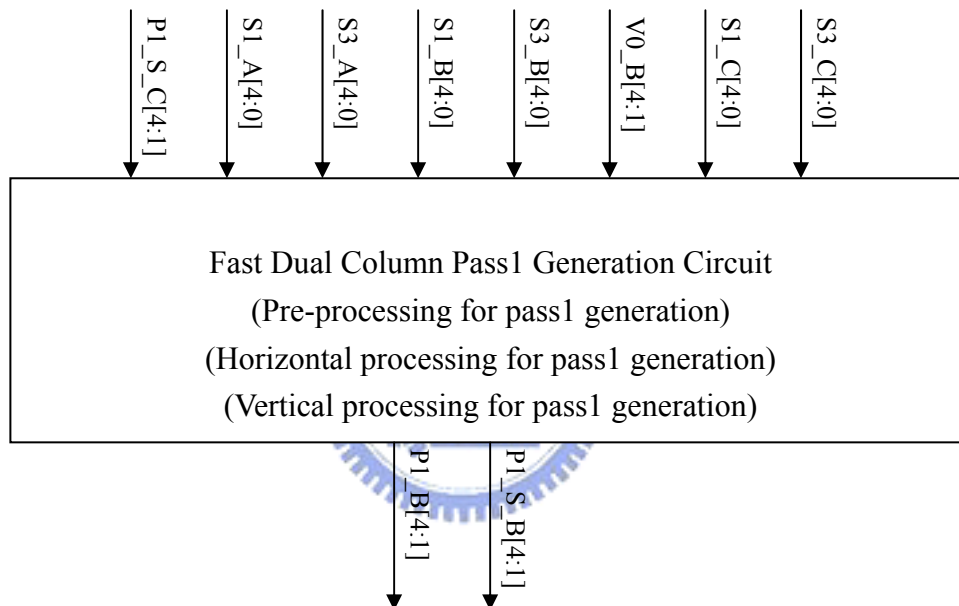 P1_S_C[4:1]
S1_A[4:0]
S3_A[4:0]
S1_B[4:0]
S3_B[4:0]
V0_B[4:1]
S1_C[4:0]
S3_C[4:0]
Fast Dual Column Pass1 Generation Circuit
(Pre-processing for pass1 generation)
(Horizontal processing for pass1 generation)
(Vertical processing for pass1 generation)
P1_B[4:1]
P1_S_B[4:1]